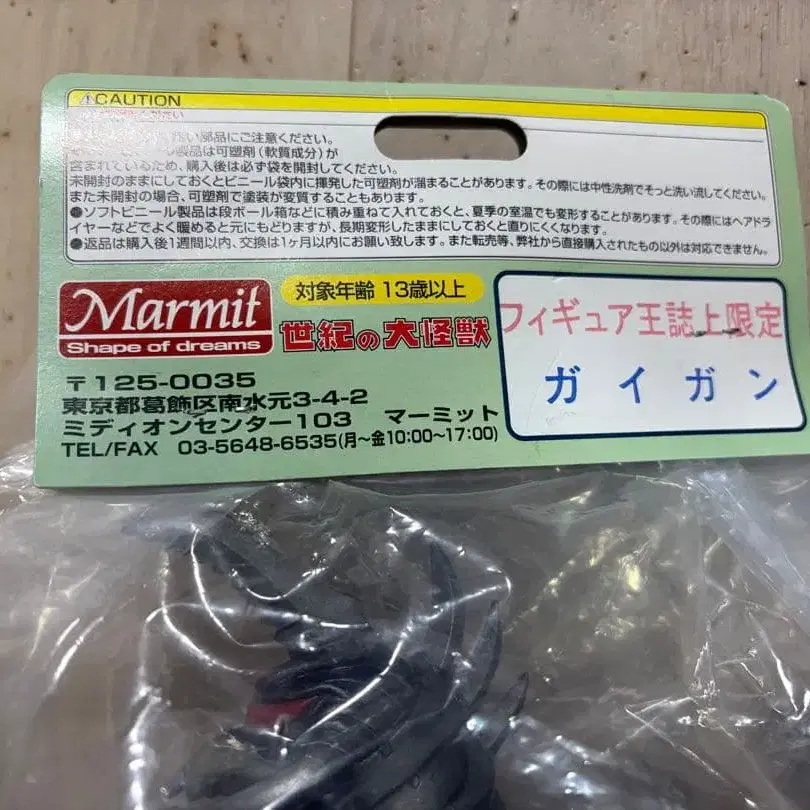 ⚠CAUTION
部品にご注意ください。
製品は可塑剤(軟質成分)が
含まれているため、購入後は必ず袋を開封してください。
未開封のままにしておくとビニール袋内に揮発した可塑剤が溜まることがあります。その際には中性洗剤でそっと洗い流してください。
また未開封の場合、可塑剤で塗装が変質することもあります。
●ソフトビニール製品は段ボール箱などに積み重ねて入れておくと、夏季の室温でも変形することがあります。その際にはヘアドラ
イヤーなどでよく暖めると元にもどりますが、長期変形したままにしておくと直りにくくなります。
●返品は購入後1週間以内、交換は1ヶ月以内にお願い致します。また転売等、弊社から直接購入されたもの以外は対応できません。
Marmit
Shape of dreams
対象年齢 13歳以上
世紀の大怪獣
〒125-0035
東京都葛飾区南水元3-4-2
ミディオンセンター103 マーミット
TEL/FAX 03-5648-6535(月〜金10:00〜17:00)
フィギュア王誌上限定
ガイガン